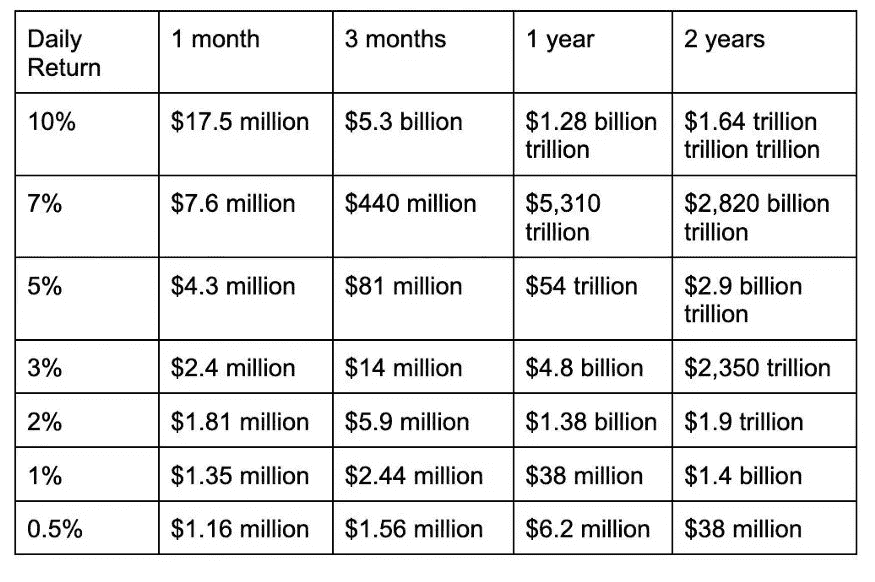 Daily
Return
1 month
3 months
1 year
2 years
10%
$17.5 million
$5.3 billion
$1.28 billion
trillion
$1.64 trillion
trillion trillion
7%
$7.6 million
$440 million
$5,310
trillion
$2,820 billion
trillion
5%
$4.3 million
$81 million
$54 trillion
$2.9 billion
trillion
3%
$2.4 million
$14 million
$4.8 billion
$2,350 trillion
2%
$1.81 million
$5.9 million
$1.38 billion
$1.9 trillion
1%
$1.35 million
$2.44 million
$38 million
$1.4 billion
0.5%
$1.16 million
$1.56 million
$6.2 million
$38 million